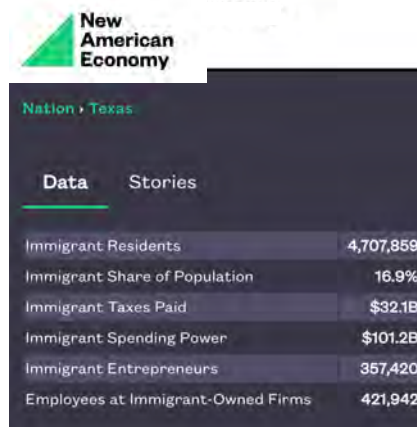 New
American
Economy
Nation › Texas
Data Stories
Immigrant Residents 4,707,859
Immigrant Share of Population 16.9%
Immigrant Taxes Paid $32.1B
Immigrant Spending Power $101.2B
Immigrant Entrepreneurs 357,420
Employees at Immigrant-Owned Firms 421,942